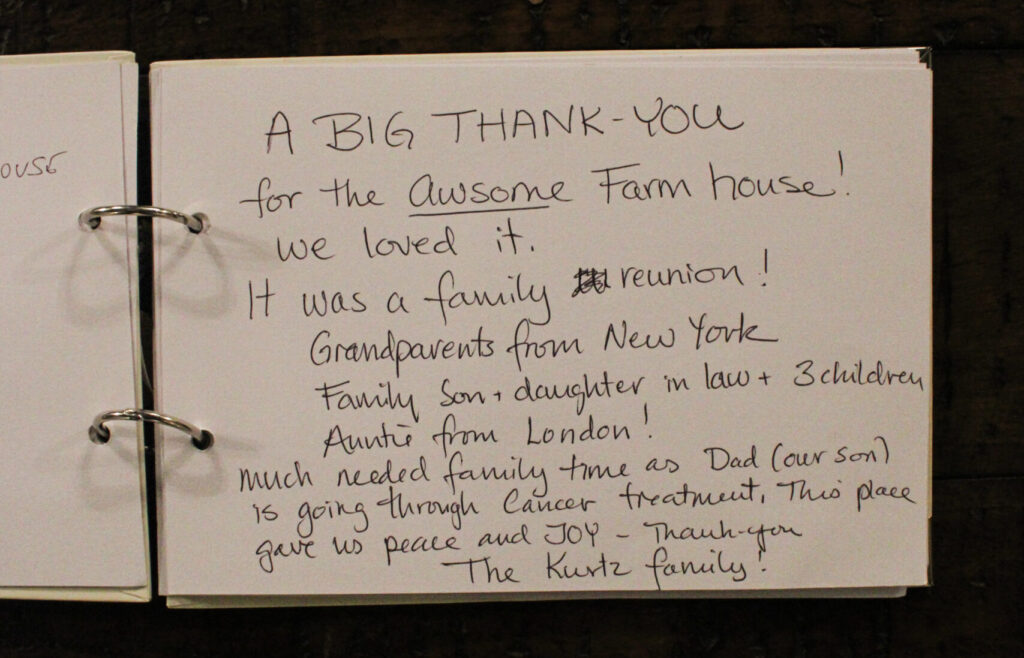 OUSE
A BIG THANK-YOU
for the awsome Farm house!
we loved it.
It was a family reunion!
Grandparents from New York
Family Son + daughter in law + 3 children
Auntie from London!
much needed family time as Dad (our son)
is going through Cancer treatment. This place
gave us peace and JOY - Thank-you
The Kurtz family!